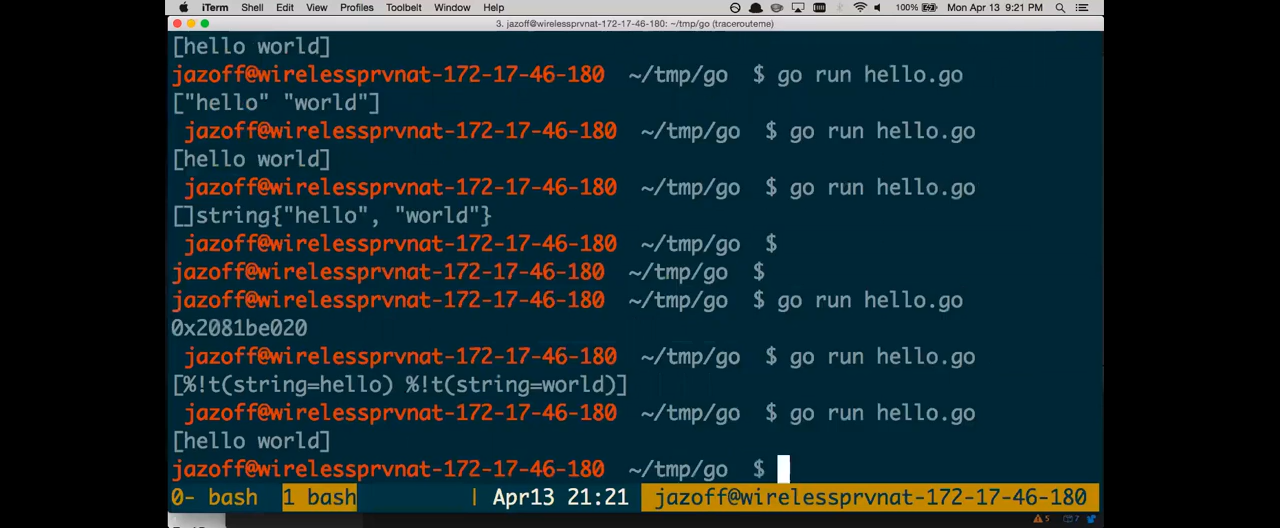 iTerm Shell Edit View Profiles Toolbelt Window Help 100% Mon Apr 13 9:21 PM
3. jazoff@wirelessprvnat-172-17-46-180: ~/tmp/go (tracerouteme)
[hello world]
jazoff@wirelessprvnat-172-17-46-180 ~/tmp/go $ go run hello.go
["hello" "world"]
jazoff@wirelessprvnat-172-17-46-180 ~/tmp/go $ go run hello.go
[hello world]
jazoff@wirelessprvnat-172-17-46-180 ~/tmp/go $ go run hello.go
[]string{"hello", "world"}
jazoff@wirelessprvnat-172-17-46-180 ~/tmp/go $
jazoff@wirelessprvnat-172-17-46-180 ~/tmp/go $
jazoff@wirelessprvnat-172-17-46-180 ~/tmp/go $ go run hello.go
0x2081be020
jazoff@wirelessprvnat-172-17-46-180 ~/tmp/go $ go run hello.go
[%!t(string=hello) %!t(string=world)]
jazoff@wirelessprvnat-172-17-46-180 ~/tmp/go $ go run hello.go
[hello world]
jazoff@wirelessprvnat-172-17-46-180 ~/tmp/go $
0- bash 1 bash | Apr13 21:21 jazoff@wirelessprvnat-172-17-46-180
5 7